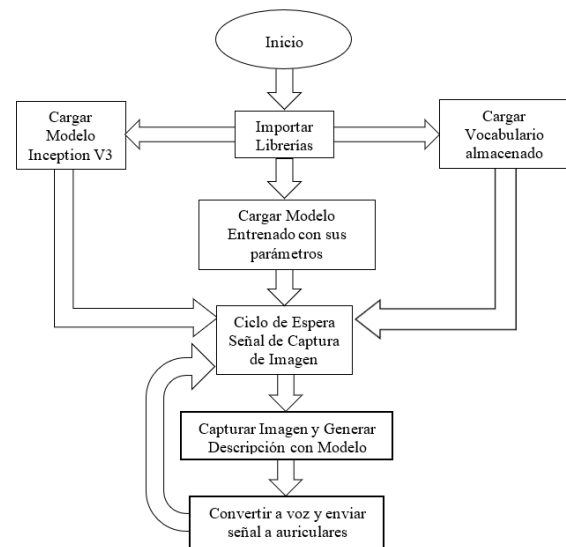 Inicio
Cargar
Modelo
Inception V3
Importar
Librerías
Cargar
Vocabulario
almacenado
Cargar Modelo
Entrenado con sus
parámetros
Ciclo de Espera
Señal de Captura
de Imagen
Capturar Imagen y Generar
Descripción con Modelo
Convertir a voz y enviar
señal a auriculares